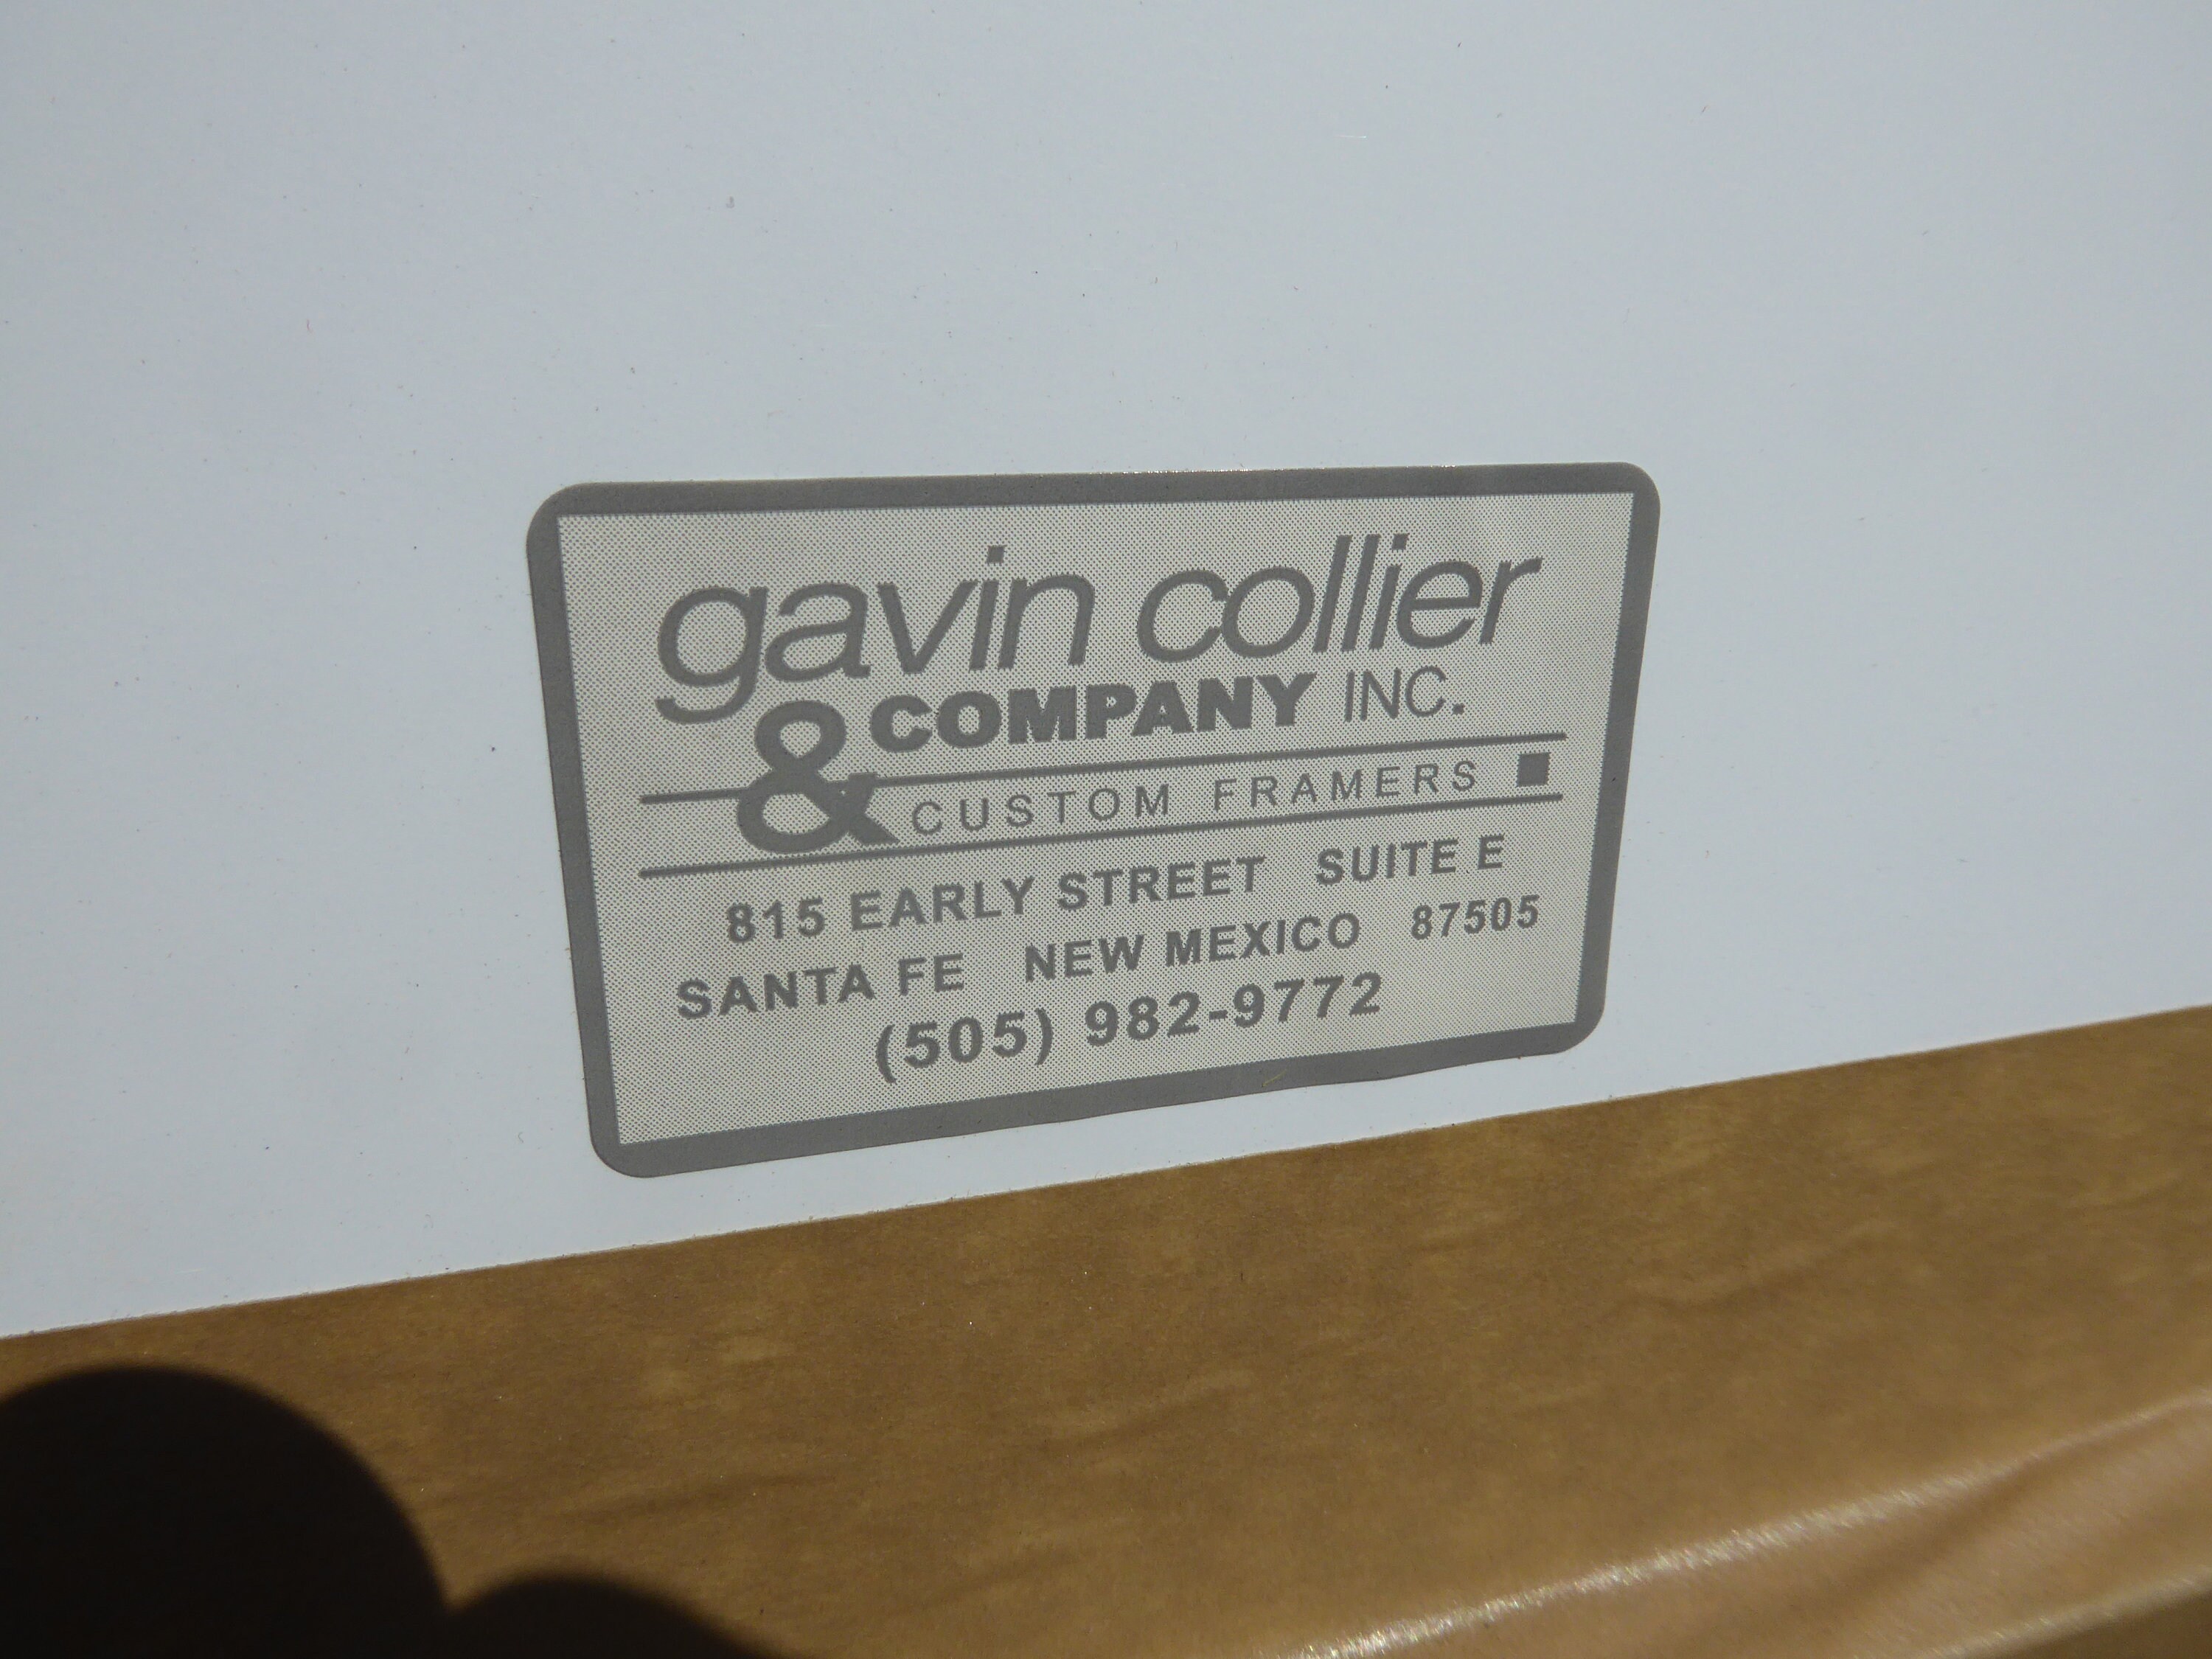 gavin collier
& COMPANY INC.
CUSTOM FRAMERS
815 EARLY STREET SUITE E
SANTA FE NEW MEXICO 87505
(505) 982-9772